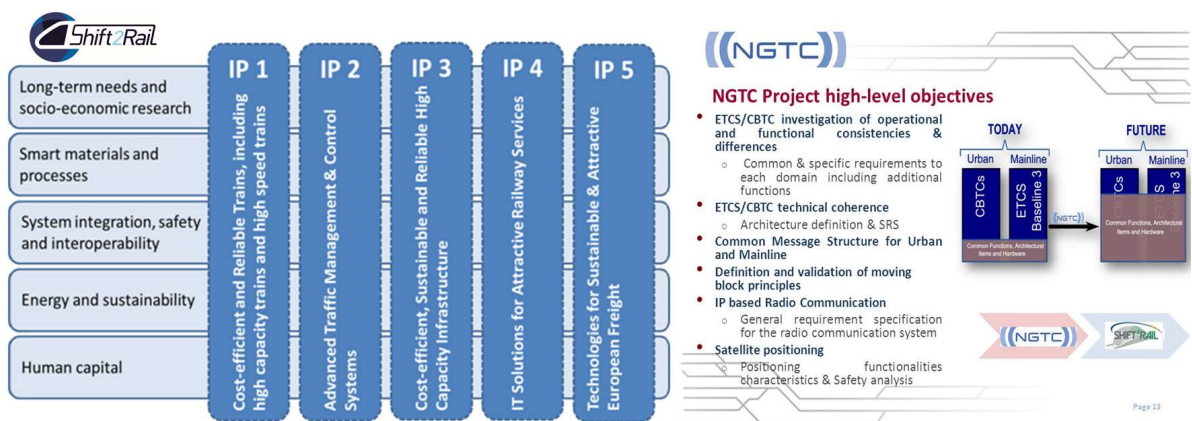 Shift2Rail
Long-term needs and
socio-economic research
Smart materials and
processes
System integration, safety
and interoperability
Energy and sustainability
Human capital
IP 1
Cost-efficient and Reliable Trains, including
high capacity trains and high speed trains
IP 2
Advanced Traffic Management & Control
Systems
IP 3
Cost-efficient, Sustainable and Reliable High
Capacity Infrastructure
IP 4
IT Solutions for Attractive Railway Services
IP 5
Technologies for Sustainable & Attractive
European Freight
((NGTC))
NGTC Project high-level objectives
• ETCS/CBTC investigation of operational
and functional consistencies &
differences
o Common & specific requirements to
each domain including additional
functions
• ETCS/CBTC technical coherence
o Architecture definition & SRS
• Common Message Structure for Urban
and Mainline
• Definition and validation of moving
block principles
• IP based Radio Communication
o General requirement specification
for the radio communication system
• Satellite positioning
o Positioning functionalities
characteristics & Safety analysis
TODAY
Urban Mainline
CBTCs
ETCS
Baseline 3
Common Functions, Architectural
Items and Hardware
((NGTC))
FUTURE
Urban Mainline
CBTCs
ETCS
Baseline 3
Common Functions, Architectural
Items and Hardware
((NGTC))
SHIFT²RAIL
Page 13